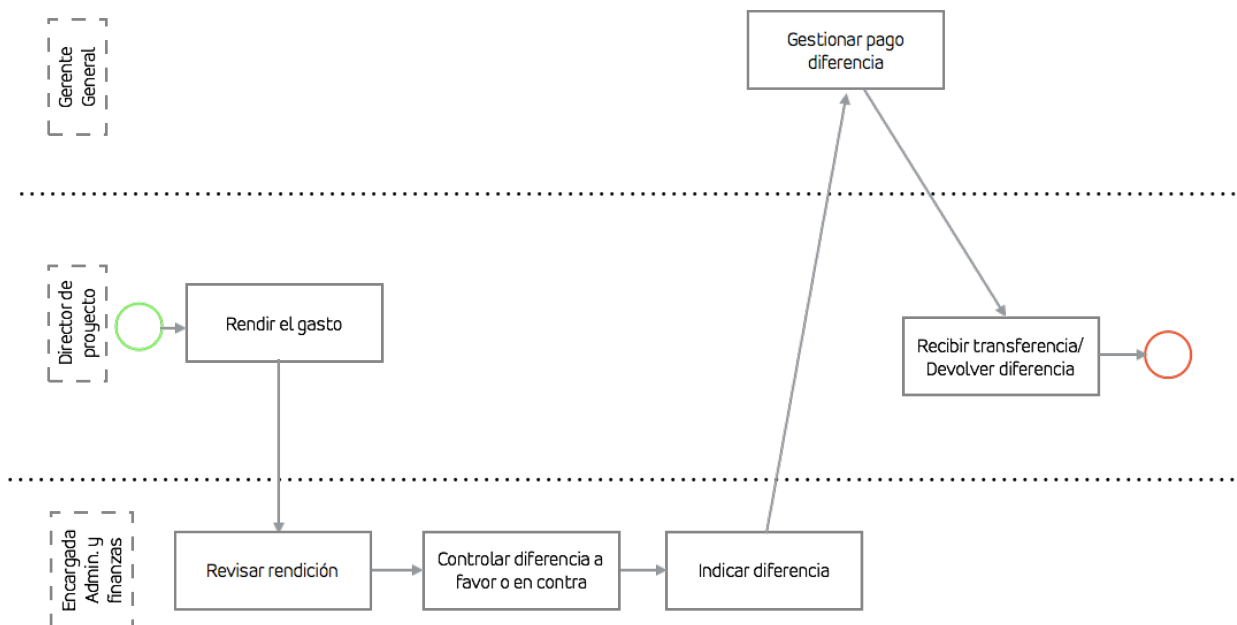 Gerente
General
Gestionar pago
diferencia
Director de
proyecto
Rendir el gasto
Recibir transferencia/
Devolver diferencia
Encargada
Admin. y
finanzas
Revisar rendición
Controlar diferencia a
favor o en contra
Indicar diferencia